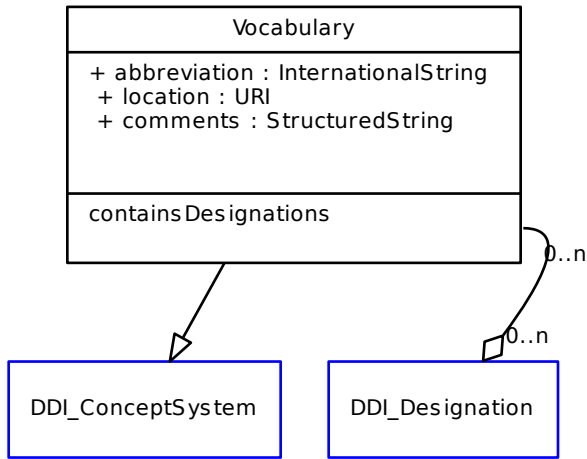 Vocabulary
+ abbreviation : InternationalString
+ location : URI
+ comments : StructuredString
containsDesignations
0..n
0..n
DDI_ConceptSystem
DDI_Designation